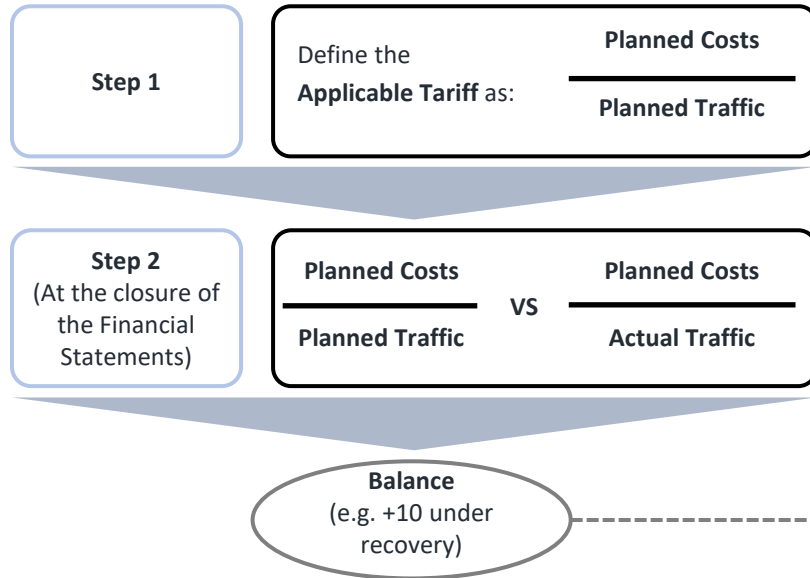 Step 1
Define the
Applicable Tariff as:
Planned Costs
Planned Traffic
Step 2
(At the closure of
the Financial
Statements)
Planned Costs
Planned Traffic
VS
Planned Costs
Actual Traffic
Balance
(e.g. +10 under
recovery)